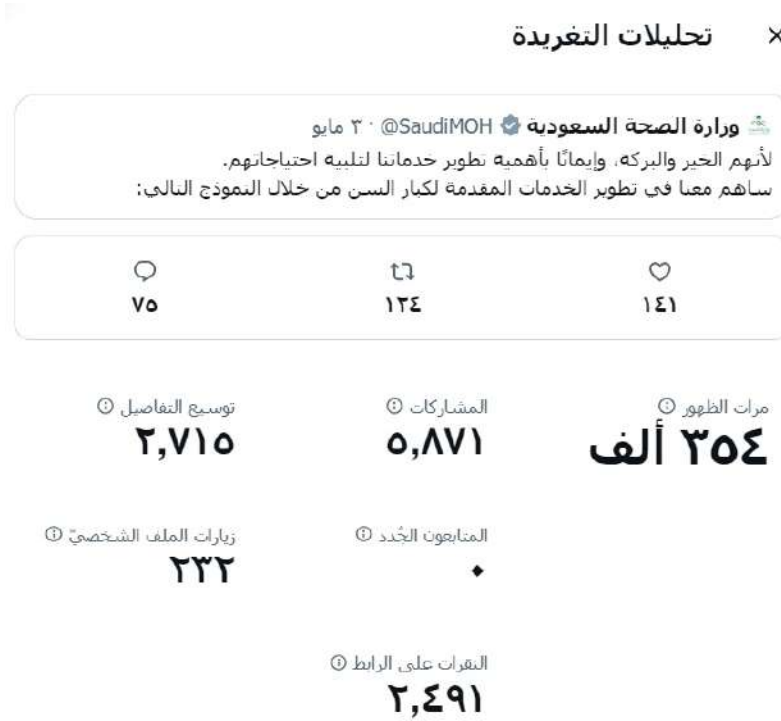 تحليلات التغريدة
وزارة الصحة السعودية @SaudiMOH · ٣ مايو
لأنهم الخير والبركة، وإيمانًا بأهمية تطوير خدماتنا لتلبية احتياجاتهم.
ساهم معنا في تطوير الخدمات المقدمة لكبار السن من خلال النموذج التالي:
١٤١ ١٢٤ ٧٥
مرات الظهور المشاركات توسيع التفاصيل
٣٥٤ ألف ٥,٨٧١ ٢,٧١٥
المتابعون الجُدد زيارات الملف الشخصيّ
٠ ٢٣٢
النقرات على الرابط
٢,٤٩١